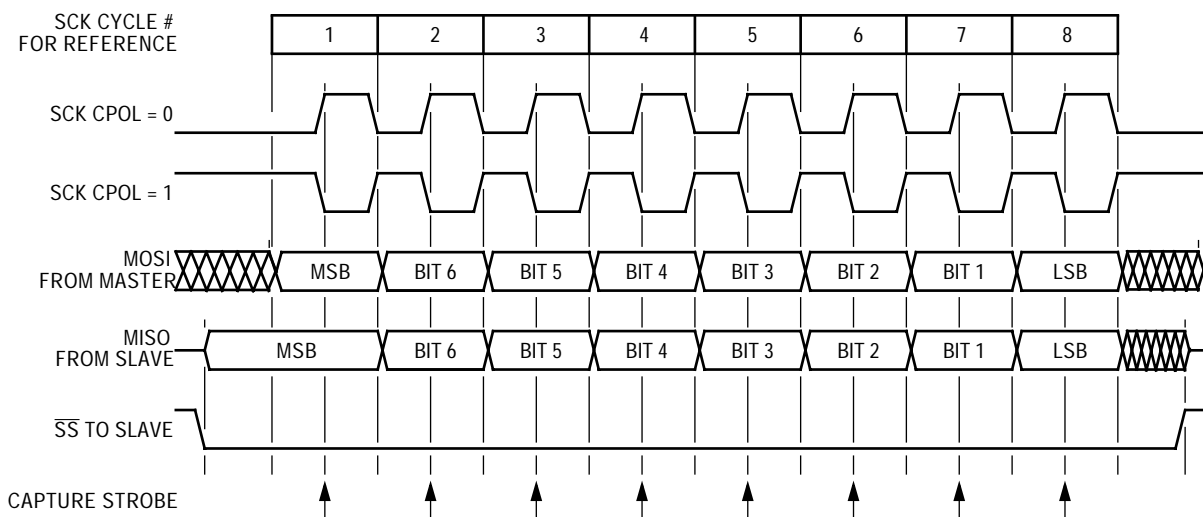 SCK CYCLE #
FOR REFERENCE
1 2 3 4 5 6 7 8
SCK CPOL = 0
SCK CPOL = 1
MOSI
FROM MASTER
MSB BIT 6 BIT 5 BIT 4 BIT 3 BIT 2 BIT 1 LSB
MISO
FROM SLAVE
MSB BIT 6 BIT 5 BIT 4 BIT 3 BIT 2 BIT 1 LSB
S̅S̅ TO SLAVE
CAPTURE STROBE